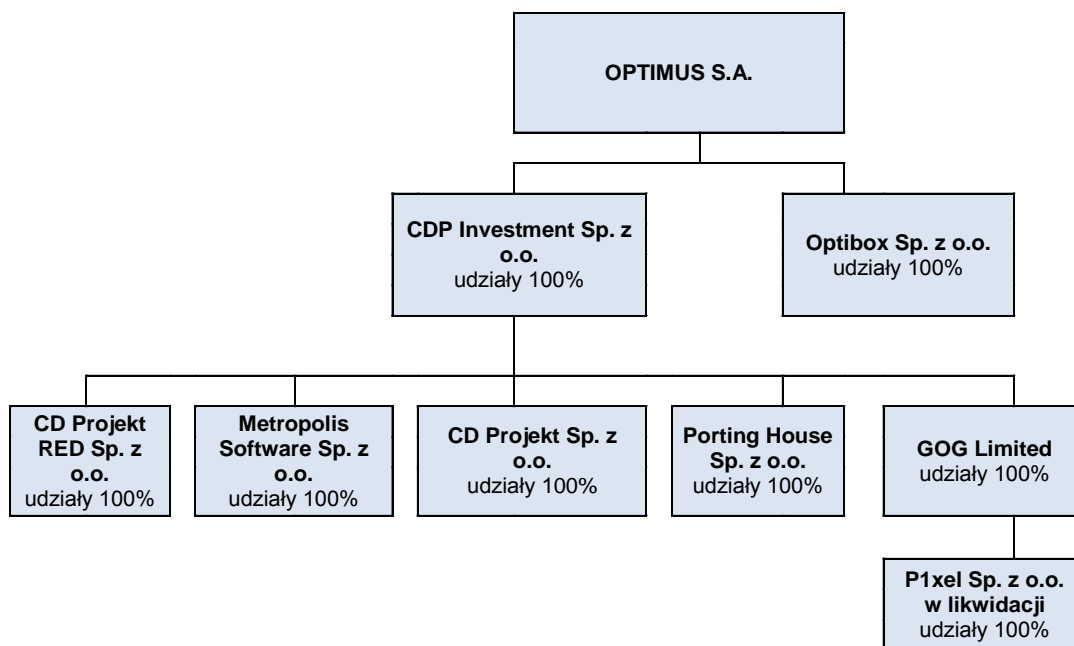 OPTIMUS S.A.
CDP Investment Sp. z
o.o.
udziały 100%
Optibox Sp. z o.o.
udziały 100%
CD Projekt
RED Sp. z
o.o.
udziały 100%
Metropolis
Software Sp. z
o.o.
udziały 100%
CD Projekt Sp. z
o.o.
udziały 100%
Porting House
Sp. z o.o.
udziały 100%
GOG Limited
udziały 100%
P1xel Sp. z o.o.
w likwidacji
udziały 100%